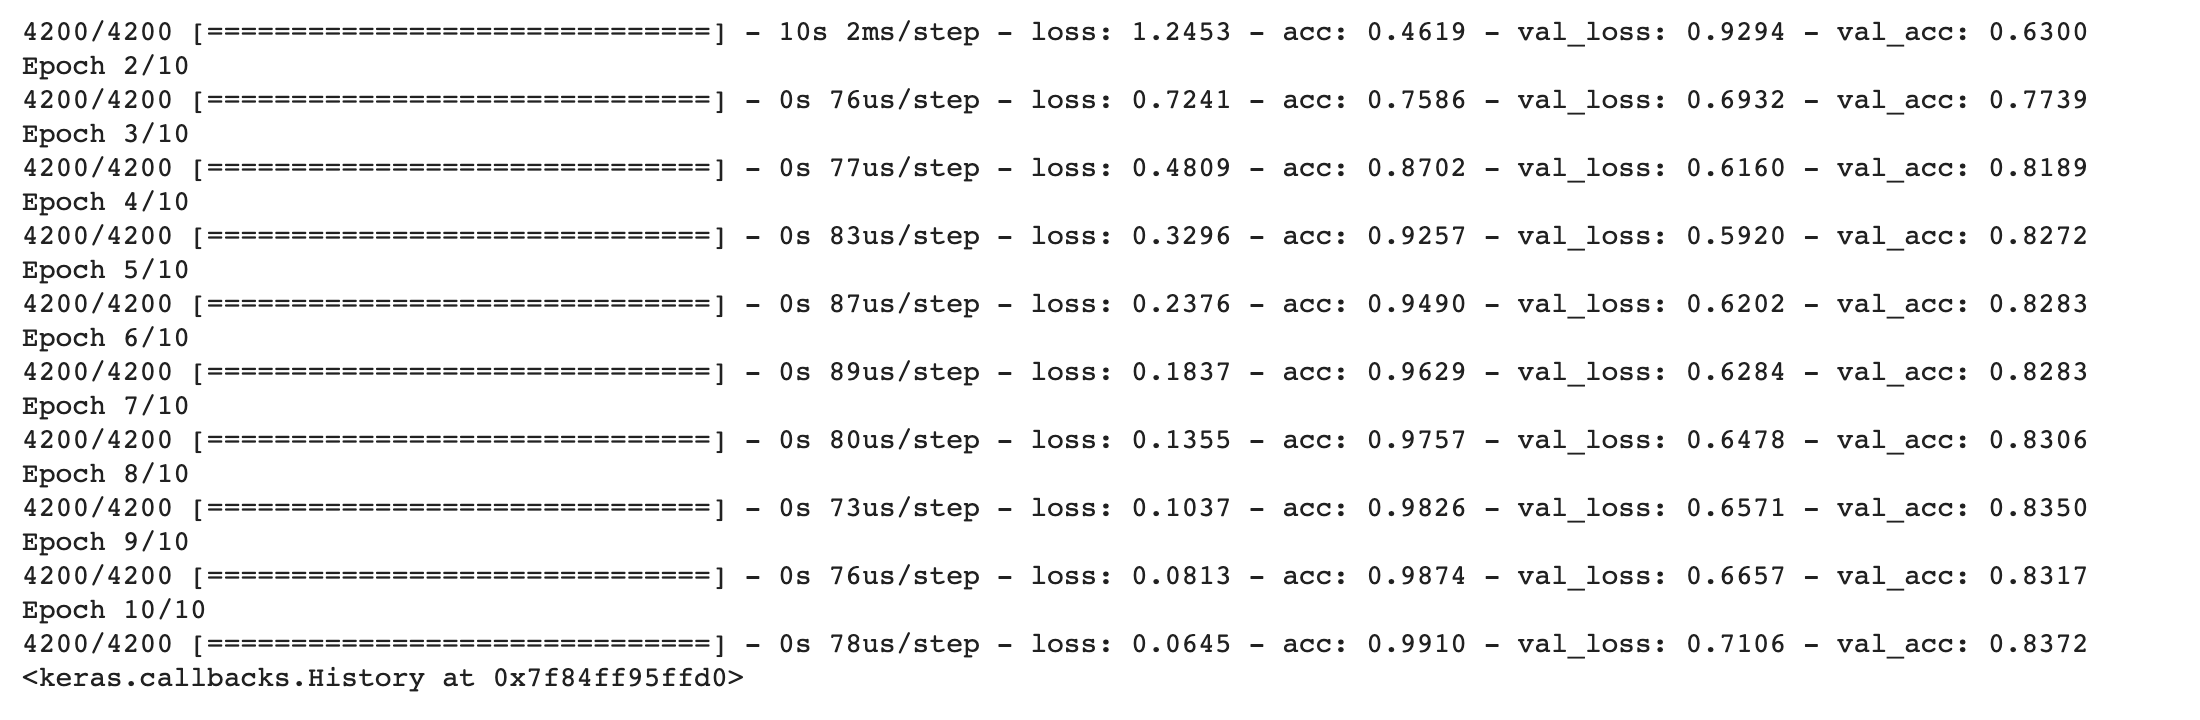 4200/4200 [==============================] - 10s 2ms/step - loss: 1.2453 - acc: 0.4619 - val_loss: 0.9294 - val_acc: 0.6300
Epoch 2/10
4200/4200 [==============================] - 0s 76us/step - loss: 0.7241 - acc: 0.7586 - val_loss: 0.6932 - val_acc: 0.7739
Epoch 3/10
4200/4200 [==============================] - 0s 77us/step - loss: 0.4809 - acc: 0.8702 - val_loss: 0.6160 - val_acc: 0.8189
Epoch 4/10
4200/4200 [==============================] - 0s 83us/step - loss: 0.3296 - acc: 0.9257 - val_loss: 0.5920 - val_acc: 0.8272
Epoch 5/10
4200/4200 [==============================] - 0s 87us/step - loss: 0.2376 - acc: 0.9490 - val_loss: 0.6202 - val_acc: 0.8283
Epoch 6/10
4200/4200 [==============================] - 0s 89us/step - loss: 0.1837 - acc: 0.9629 - val_loss: 0.6284 - val_acc: 0.8283
Epoch 7/10
4200/4200 [==============================] - 0s 80us/step - loss: 0.1355 - acc: 0.9757 - val_loss: 0.6478 - val_acc: 0.8306
Epoch 8/10
4200/4200 [==============================] - 0s 73us/step - loss: 0.1037 - acc: 0.9826 - val_loss: 0.6571 - val_acc: 0.8350
Epoch 9/10
4200/4200 [==============================] - 0s 76us/step - loss: 0.0813 - acc: 0.9874 - val_loss: 0.6657 - val_acc: 0.8317
Epoch 10/10
4200/4200 [==============================] - 0s 78us/step - loss: 0.0645 - acc: 0.9910 - val_loss: 0.7106 - val_acc: 0.8372
<keras.callbacks.History at 0x7f84ff95ffd0>